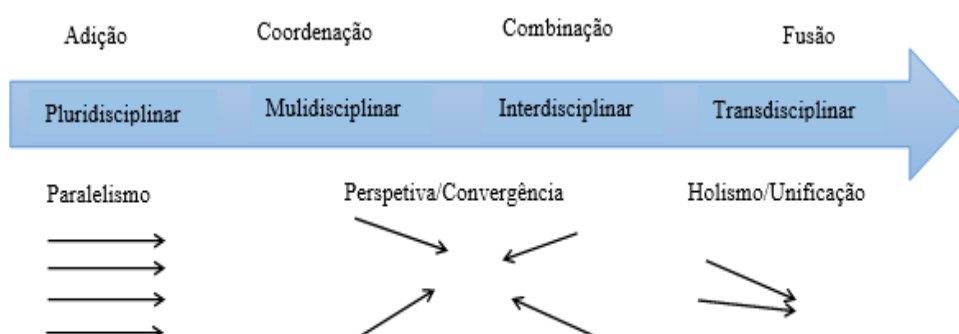 Adição Coordenação Combinação Fusão
Pluridisciplinar Mulidisciplinar Interdisciplinar Transdisciplinar
Paralelismo Perspetiva/Convergência Holismo/Unificação